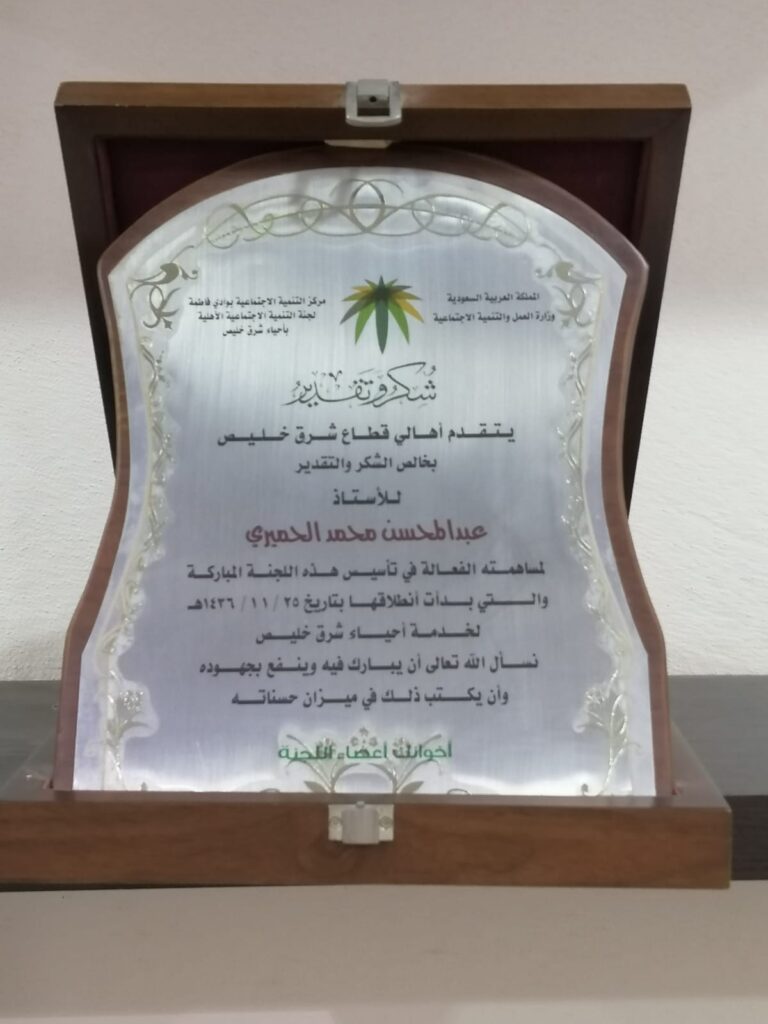 المملكة العربية السعودية
وزارة العمل والتنمية الاجتماعية
مركز التنمية الاجتماعية بوادي فاطمة
لجنة التنمية الاجتماعية الأهلية
بأحياء شرق خليص
شكر وتقدير
يتقدم أهالي قطاع شرق خليص
بخالص الشكر والتقدير
للأستاذ
عبدالمحسن محمد الحميري
لمساهمته الفعالة في تأسيس هذه اللجنة المباركة
والتي بدأت أنطلاقها بتاريخ ٢٥ / ١١ / ١٤٣٦هـ
لخدمة أحياء شرق خليص
نسأل الله تعالى أن يبارك فيه وينفع بجهوده
وأن يكتب ذلك في ميزان حسناته
أخوانك أعضاء اللجنة